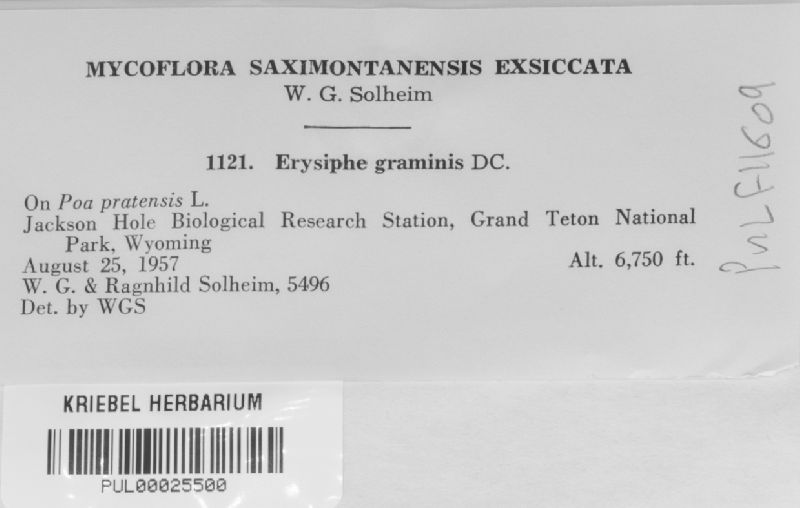 MYCOFLORA SAXIMONTANENSIS EXSICCATA
W. G. Solheim
1121. Erysiphe graminis DC.
On Poa pratensis L.
Jackson Hole Biological Research Station, Grand Teton National
Park, Wyoming
August 25, 1957
Alt. 6,750 ft.
W. G. & Ragnhild Solheim, 5496
Det. by WGS
PUL F11609
KRIEBEL HERBARIUM
PUL00025500